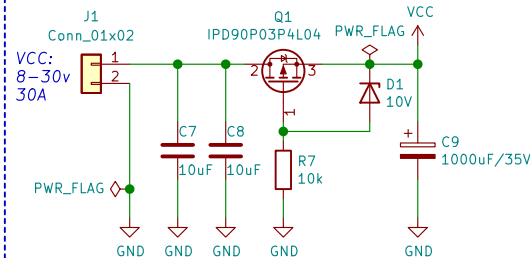 J1
Conn_01x02
VCC:
8-30v
30A
1
2
Q1
IPD90P03P4L04
2
3
1
PWR_FLAG
VCC
D1
10V
C7
10uF
C8
10uF
R7
10k
C9
1000uF/35V
+
PWR_FLAG
GND
GND
GND
GND
GND